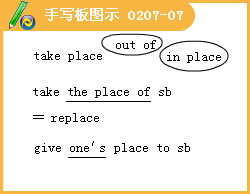 手写板图示 0207-07
out of
take place in place
take the place of sb
＝ replace
give one's place to sb